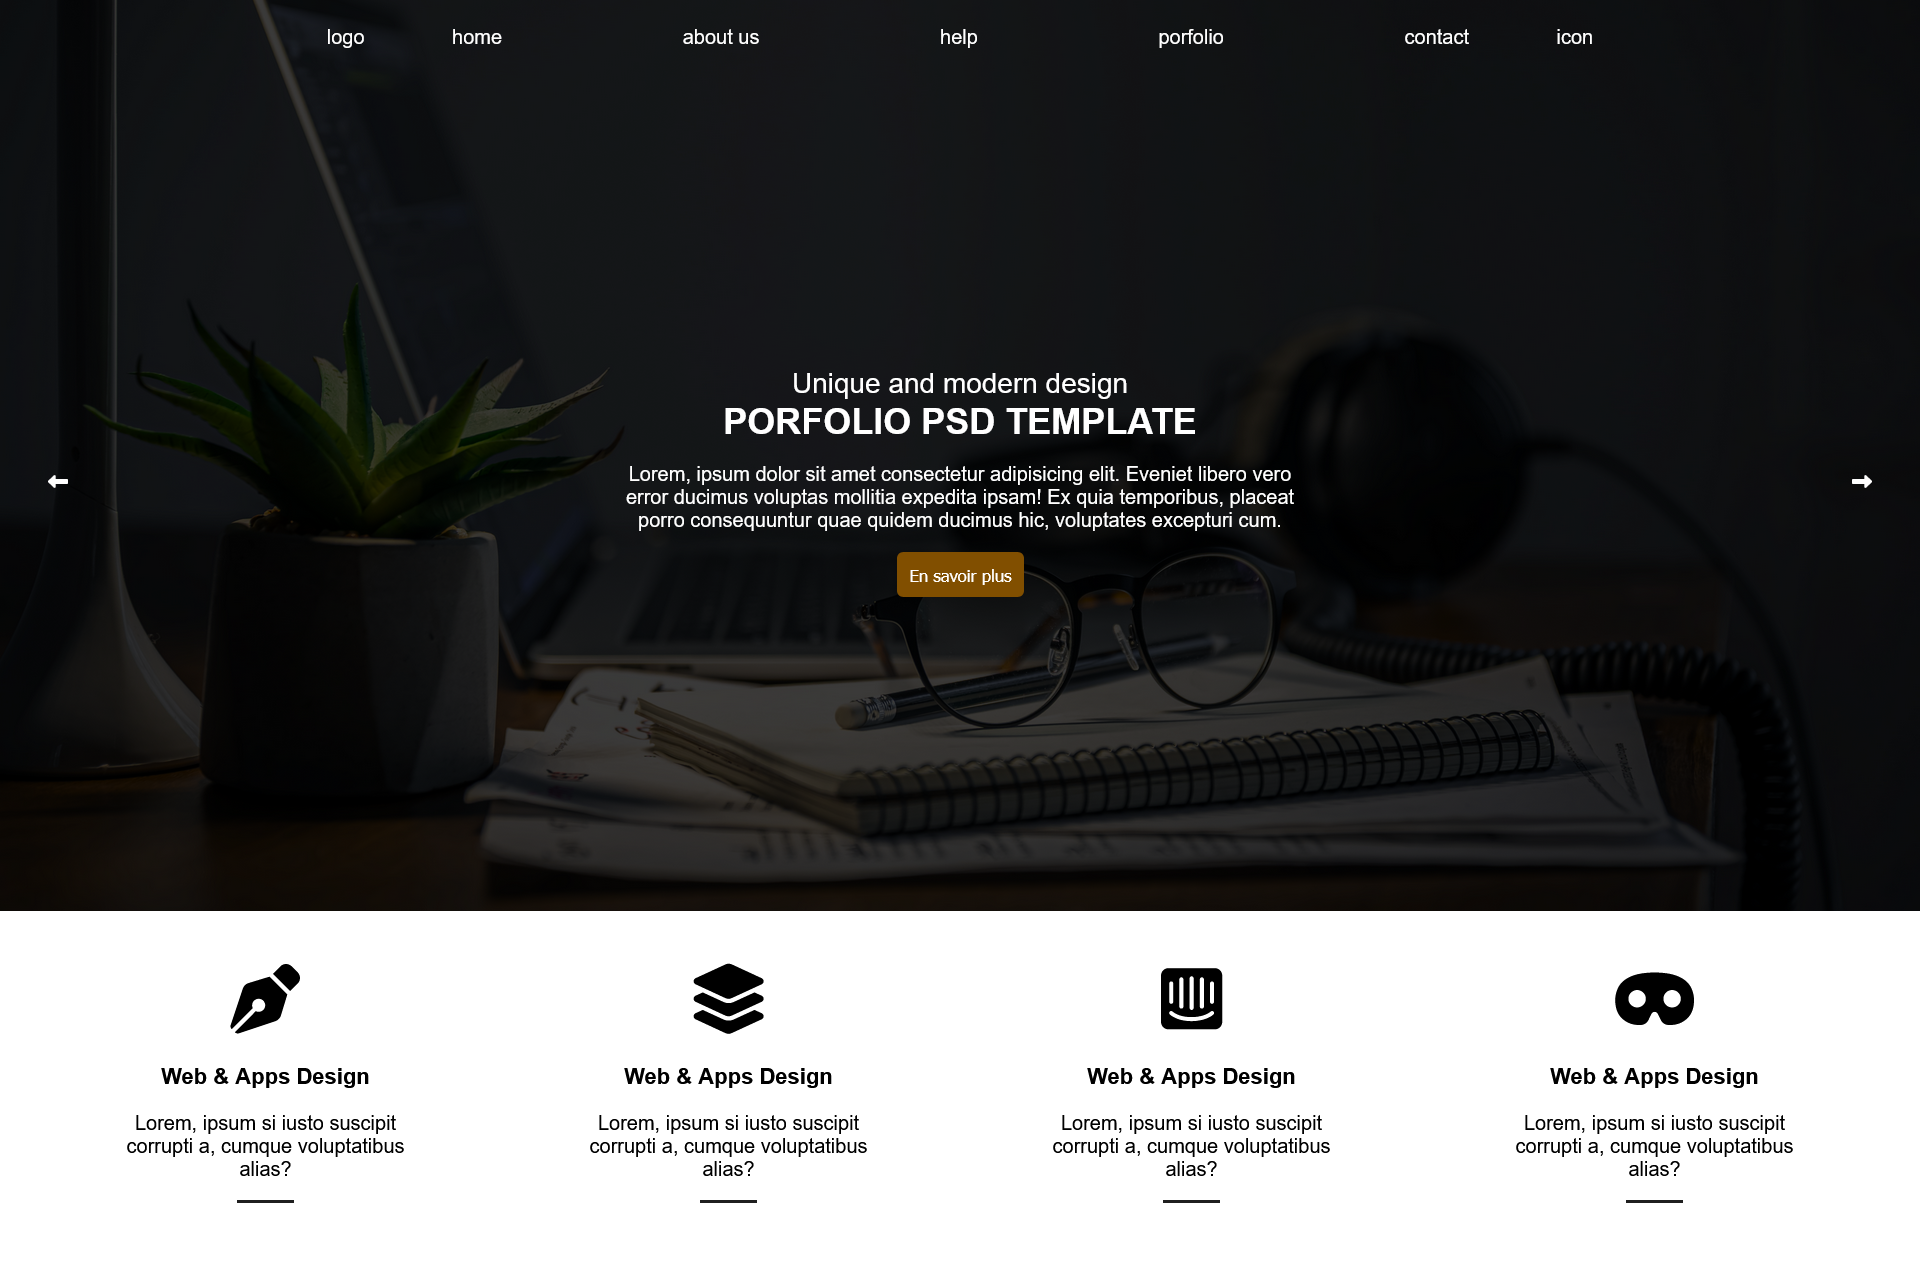 logo home about us help porfolio contact icon
Unique and modern design
PORFOLIO PSD TEMPLATE
Lorem, ipsum dolor sit amet consectetur adipisicing elit. Eveniet libero vero
error ducimus voluptas mollitia expedita ipsam! Ex quia temporibus, placeat
porro consequuntur quae quidem ducimus hic, voluptates excepturi cum.
En savoir plus
Web & Apps Design
Lorem, ipsum si iusto suscipit
corrupti a, cumque voluptatibus
alias?
Web & Apps Design
Lorem, ipsum si iusto suscipit
corrupti a, cumque voluptatibus
alias?
Web & Apps Design
Lorem, ipsum si iusto suscipit
corrupti a, cumque voluptatibus
alias?
Web & Apps Design
Lorem, ipsum si iusto suscipit
corrupti a, cumque voluptatibus
alias?